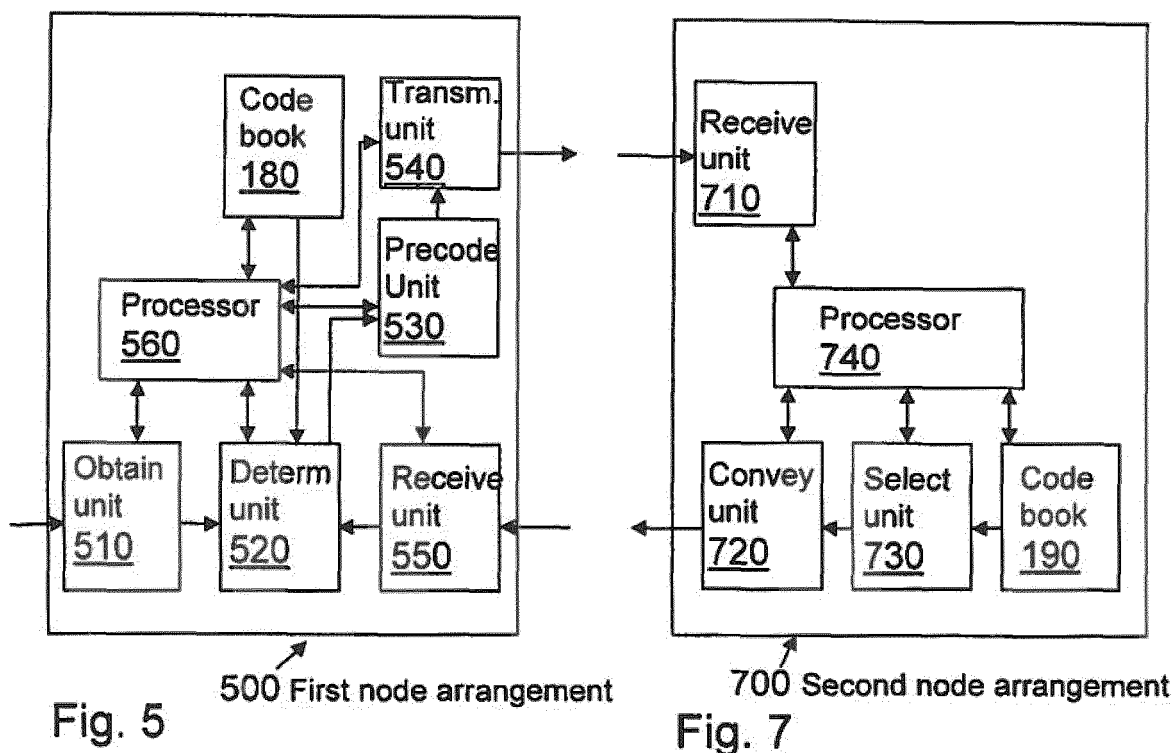 Code
book
180
Transm.
unit
540
Precode
Unit
530
Processor
560
Obtain
unit
510
Determ
unit
520
Receive
unit
550
500 First node arrangement
Fig. 5
Receive
unit
710
Processor
740
Convey
unit
720
Select
unit
730
Code
book
190
700 Second node arrangement
Fig. 7